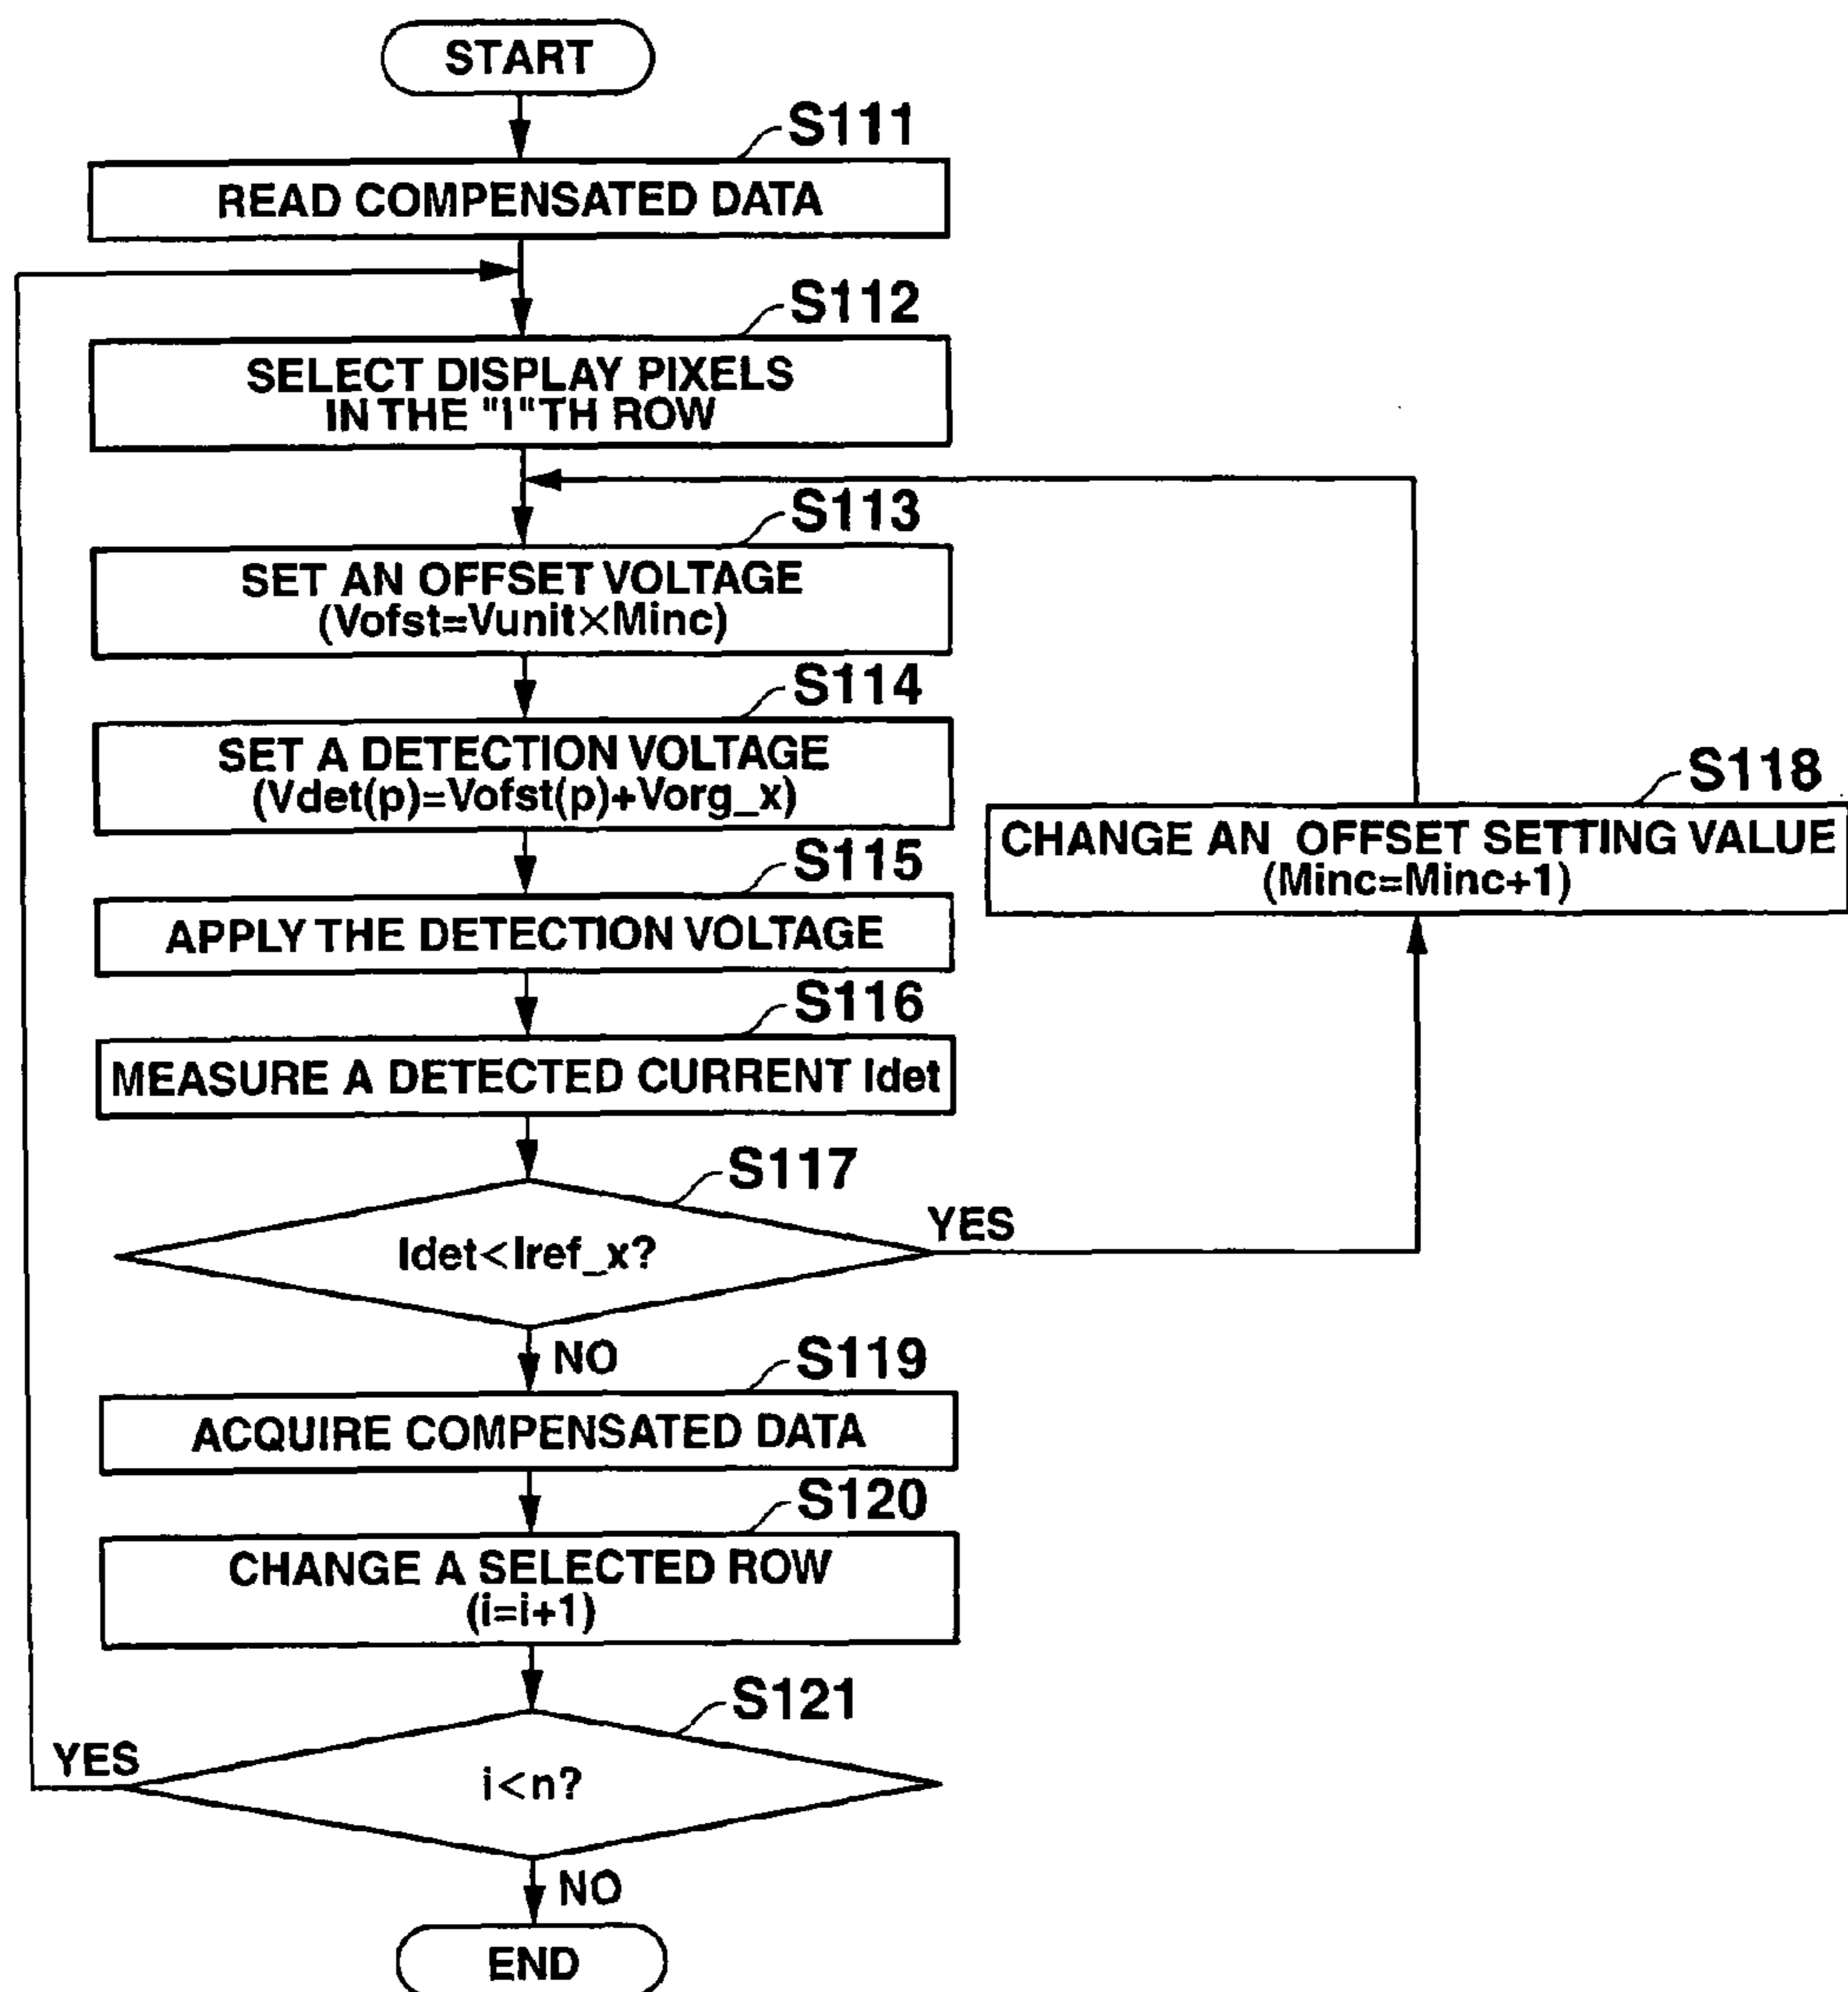 START
S111
READ COMPENSATED DATA
S112
SELECT DISPLAY PIXELS
IN THE "i"TH ROW
S113
SET AN OFFSET VOLTAGE
(Vofst=Vunit×Minc)
S114
SET A DETECTION VOLTAGE
(Vdet(p)=Vofst(p)+Vorg_x)
S118
CHANGE AN OFFSET SETTING VALUE
(Minc=Minc+1)
S115
APPLY THE DETECTION VOLTAGE
S116
MEASURE A DETECTED CURRENT Idet
S117
Idet<Iref_x?
YES
NO
S119
ACQUIRE COMPENSATED DATA
S120
CHANGE A SELECTED ROW
(i=i+1)
S121
i<n?
YES
NO
END